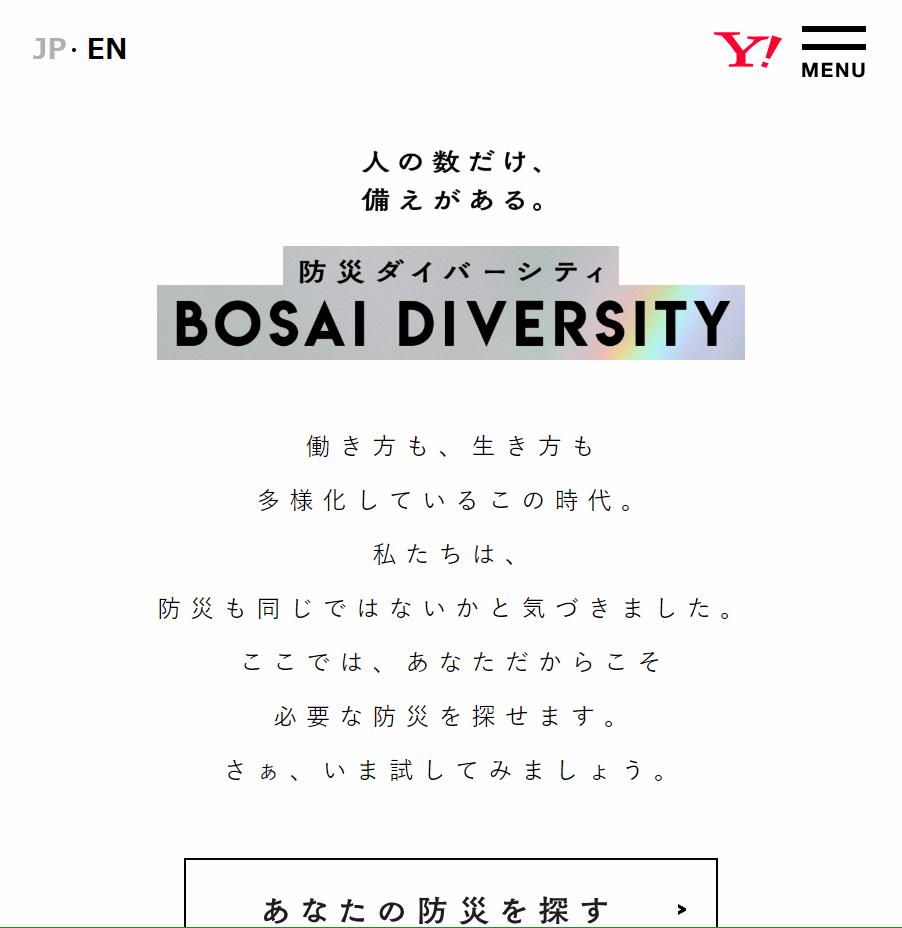 JP · EN
Y!
MENU
人の数だけ、
備えがある。
防災ダイバーシティ
BOSAI DIVERSITY
働き方も、生き方も
多様化しているこの時代。
私たちは、
防災も同じではないかと気づきました。
ここでは、あなただからこそ
必要な防災を探せます。
さぁ、いま試してみましょう。
あなたの防災を探す >